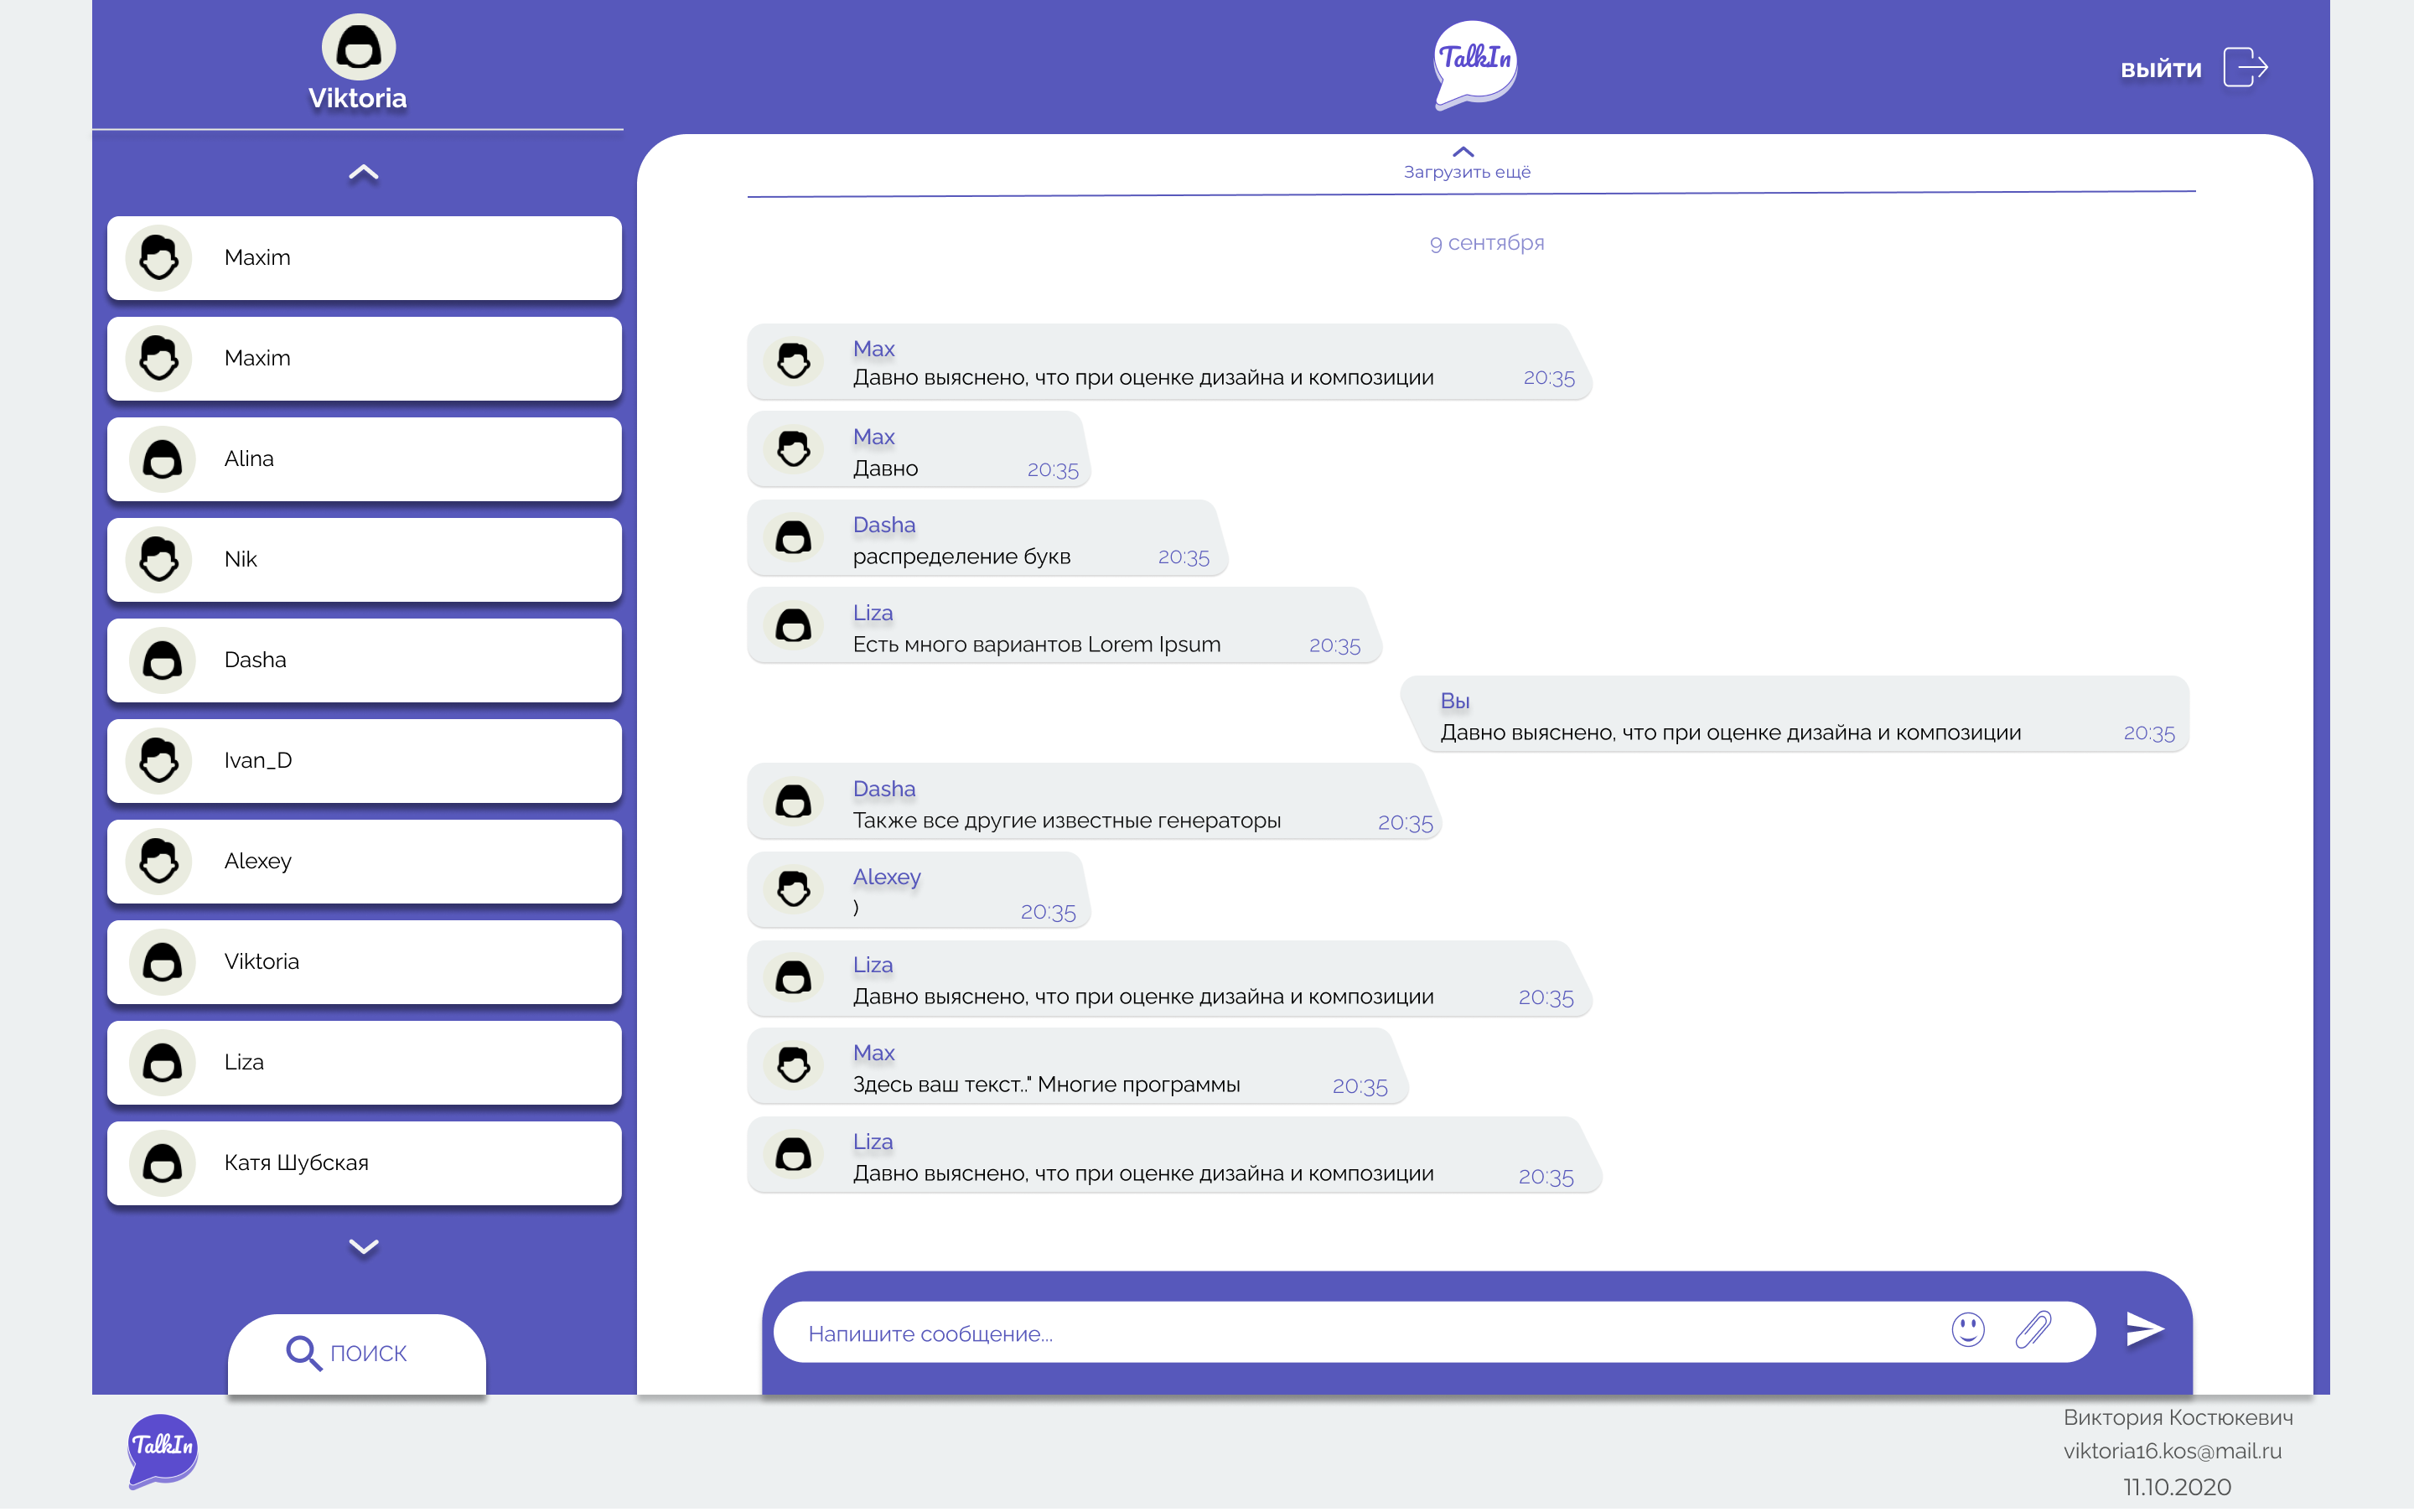 Viktoria
TalkIn
выйти
Загрузить ещё
9 сентября
Maxim
Maxim
Alina
Nik
Dasha
Ivan_D
Alexey
Viktoria
Liza
Катя Шубская
ПОИСК
Max
Давно выяснено, что при оценке дизайна и композиции 20:35
Max
Давно 20:35
Dasha
распределение букв 20:35
Liza
Есть много вариантов Lorem Ipsum 20:35
Вы
Давно выяснено, что при оценке дизайна и композиции 20:35
Dasha
Также все другие известные генераторы 20:35
Alexey
) 20:35
Liza
Давно выяснено, что при оценке дизайна и композиции 20:35
Max
Здесь ваш текст.." Многие программы 20:35
Liza
Давно выяснено, что при оценке дизайна и композиции 20:35
Напишите сообщение...
TalkIn
Виктория Костюкевич
viktoria16.kos@mail.ru
11.10.2020